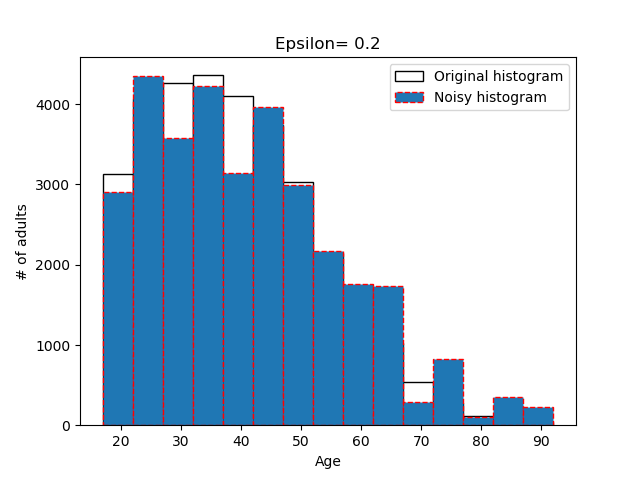 Epsilon= 0.2
Original histogram
Noisy histogram
4000
3000
2000
1000
0
# of adults
20 30 40 50 60 70 80 90
Age